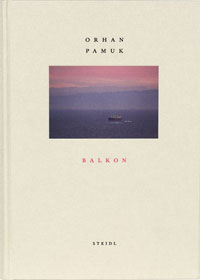 ORHAN
PAMUK
BALKON
STEIDL